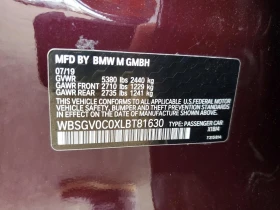 MFD BY BMW M GMBH
07/19
GVWR 5380 lbs 2440 kg
GAWR FRONT 2710 lbs 1229 kg
GAWR REAR 2735 lbs 1241 kg
THIS VEHICLE CONFORMS TO ALL APPLICABLE FEDERAL MOTOR
VEHICLE SAFETY, BUMPER AND THEFT PREVENTION STANDARDS
IN EFFECT ON THE DATE OF MANUFACTURE SHOWN ABOVE.
WBSGV0C0XLBT81630 TYPE: PASSENGER CAR